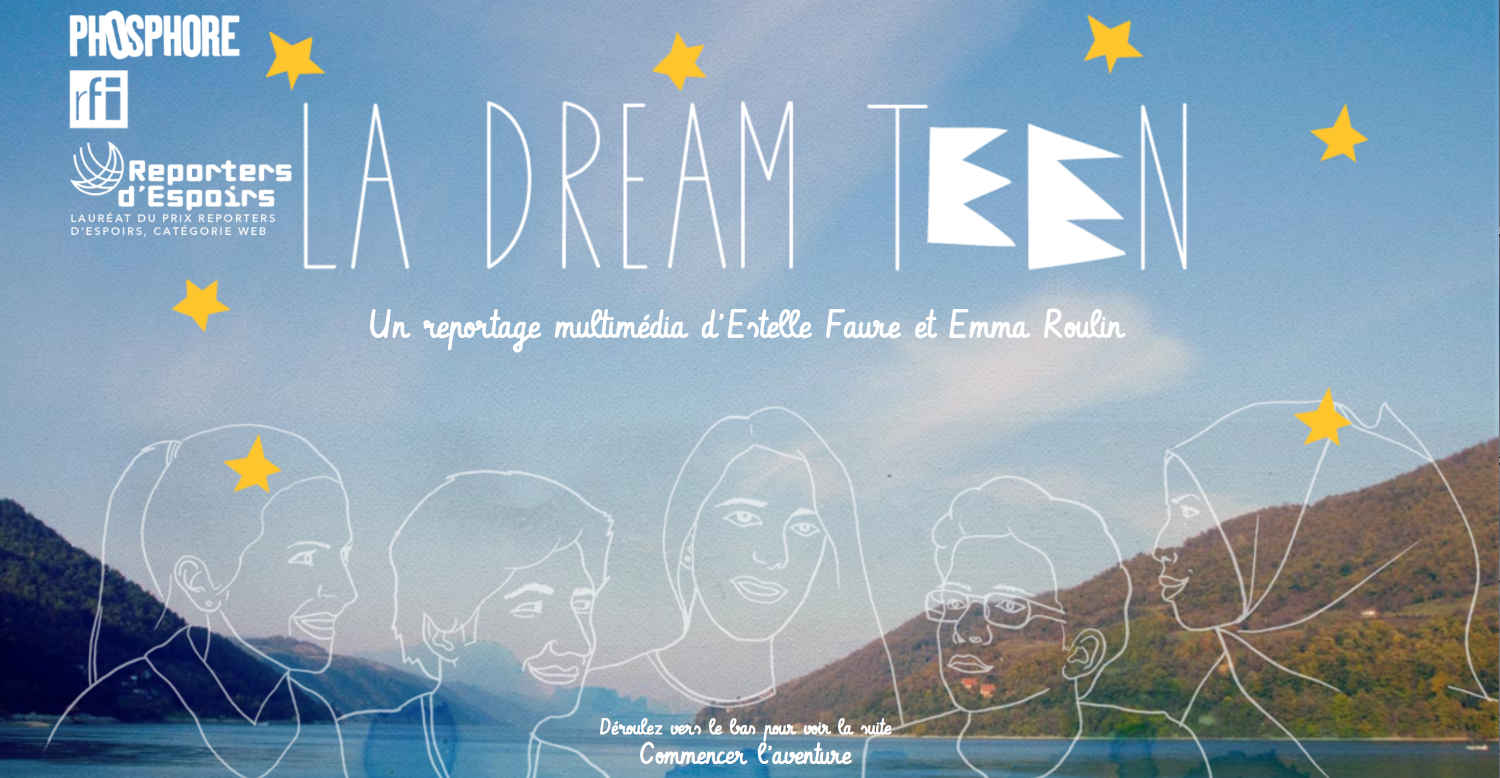 PHOSPHORE
rfi
Reporters
d'Espoirs
LAURÉAT DU PRIX REPORTERS
D'ESPOIRS, CATÉGORIE WEB
LA DREAM TEEN
Un reportage multimédia d'Estelle Faure et Emma Roulin
Déroulez vers le bas pour voir la suite
Commencer l'aventure